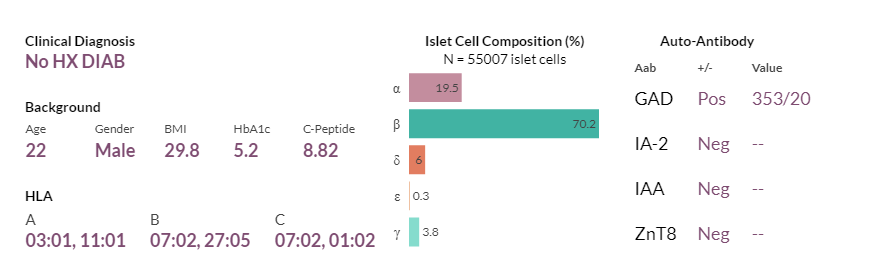 Clinical Diagnosis
No HX DIAB
Background
Age Gender BMI HbA1c C-Peptide
22 Male 29.8 5.2 8.82
HLA
A B C
03:01, 11:01 07:02, 27:05 07:02, 01:02
Islet Cell Composition (%)
N = 55007 islet cells
α 19.5
β 70.2
δ 6
ε 0.3
γ 3.8
Auto-Antibody
Aab +/- Value
GAD Pos 353/20
IA-2 Neg --
IAA Neg --
ZnT8 Neg --